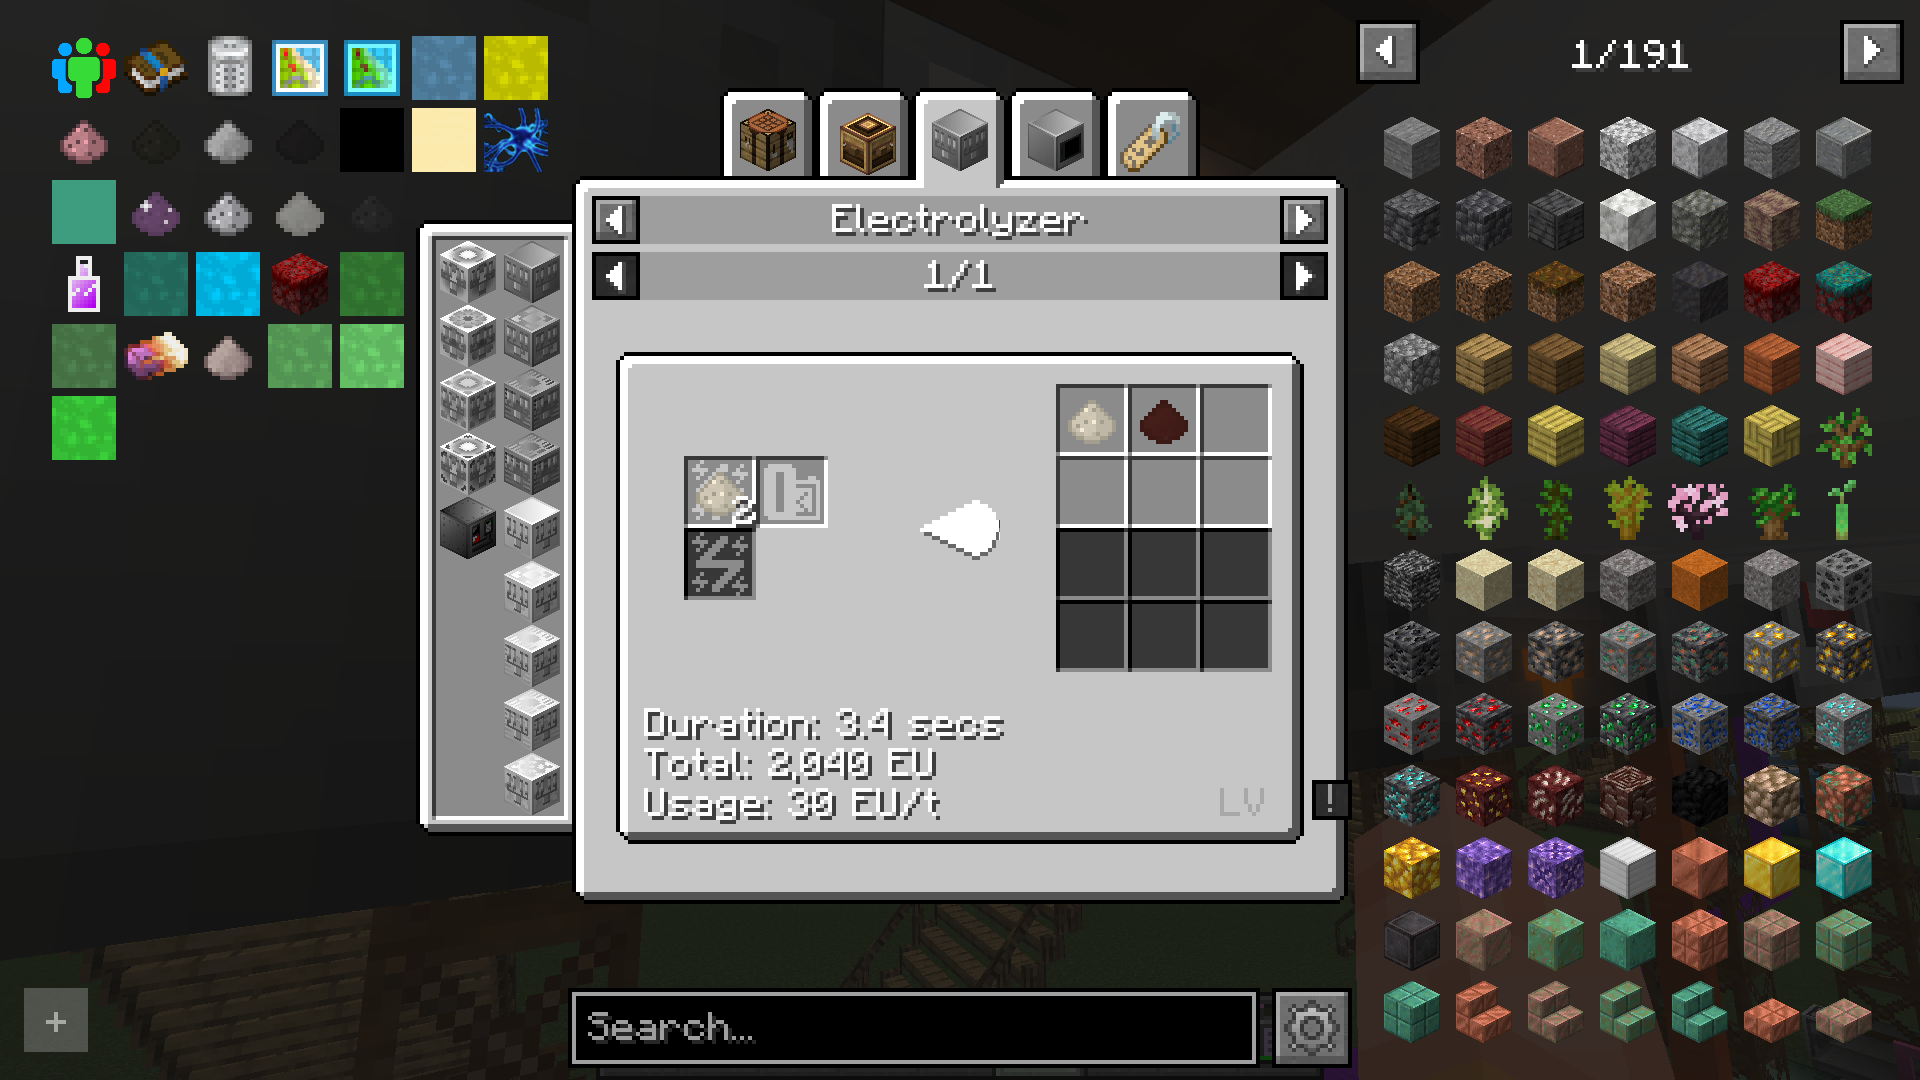 1/191
Electrolyzer
1/1
2
Duration: 3.4 secs
Total: 2,040 EU
Usage: 30 EU/t
LV
!
Search...
+